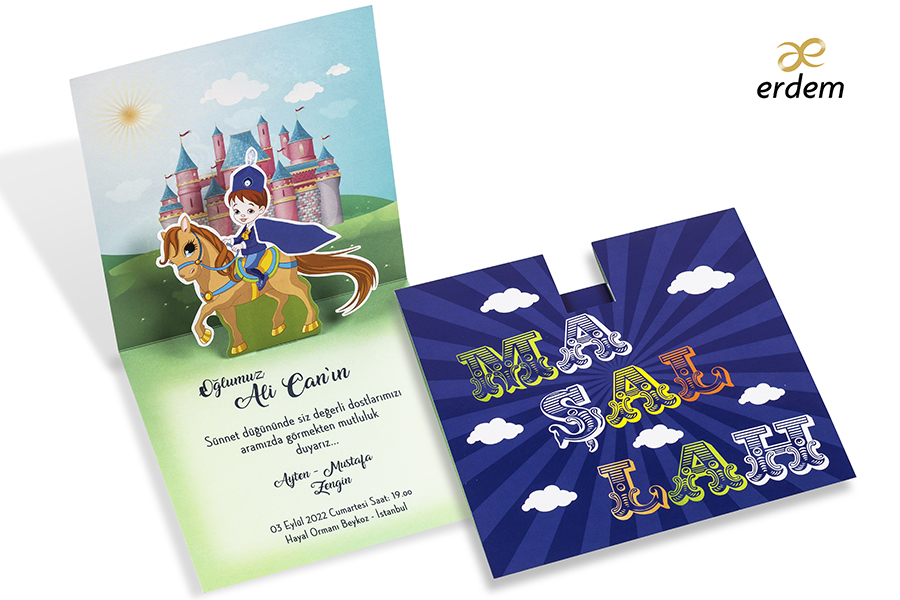 erdem
Oğlumuz
Ali Can'ın
Sünnet düğününde siz değerli dostlarımızı
aramızda görmekten mutluluk
duyarız...
Ayten - Mustafa
Zengin
03 Eylül 2022 Cumartesi Saat: 19.00
Hayal Ormanı Beykoz - İstanbul
MA
ŞAL
LAH